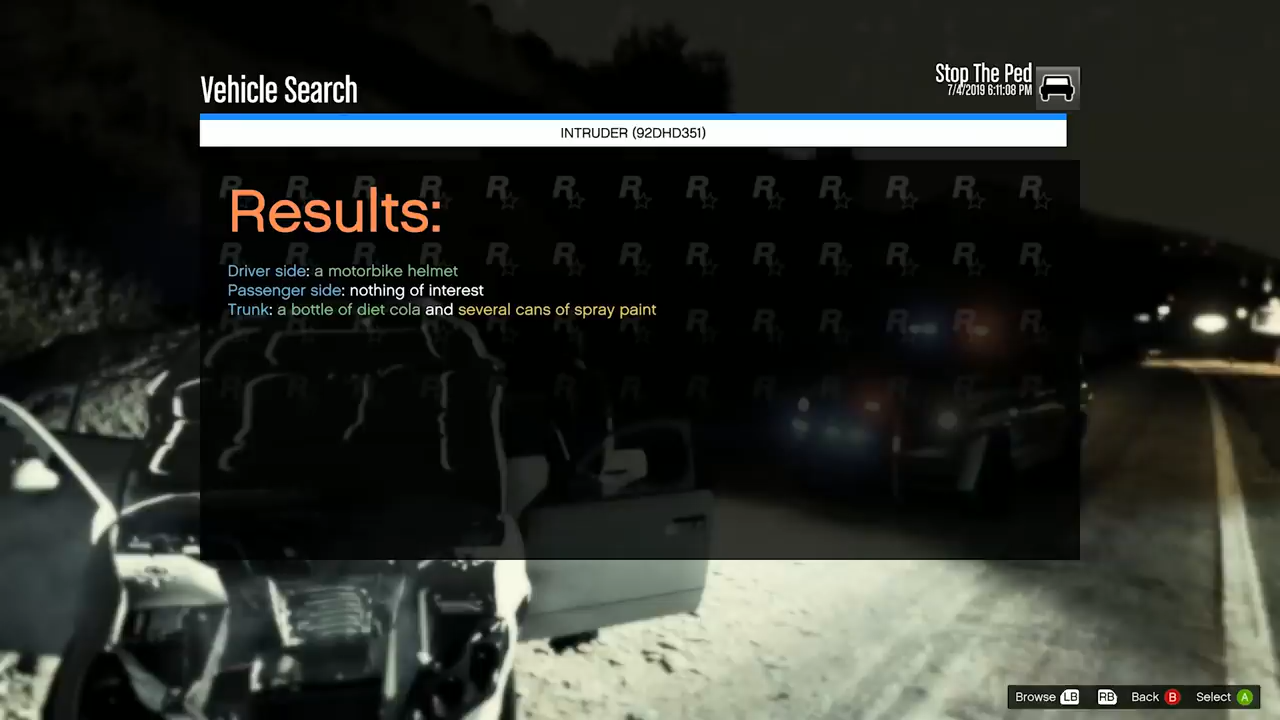 Vehicle Search
Stop The Ped
7/4/2019 6:11:08 PM
INTRUDER (92DHD351)
Results:
Driver side: a motorbike helmet
Passenger side: nothing of interest
Trunk: a bottle of diet cola and several cans of spray paint
Browse LB RB Back B Select A